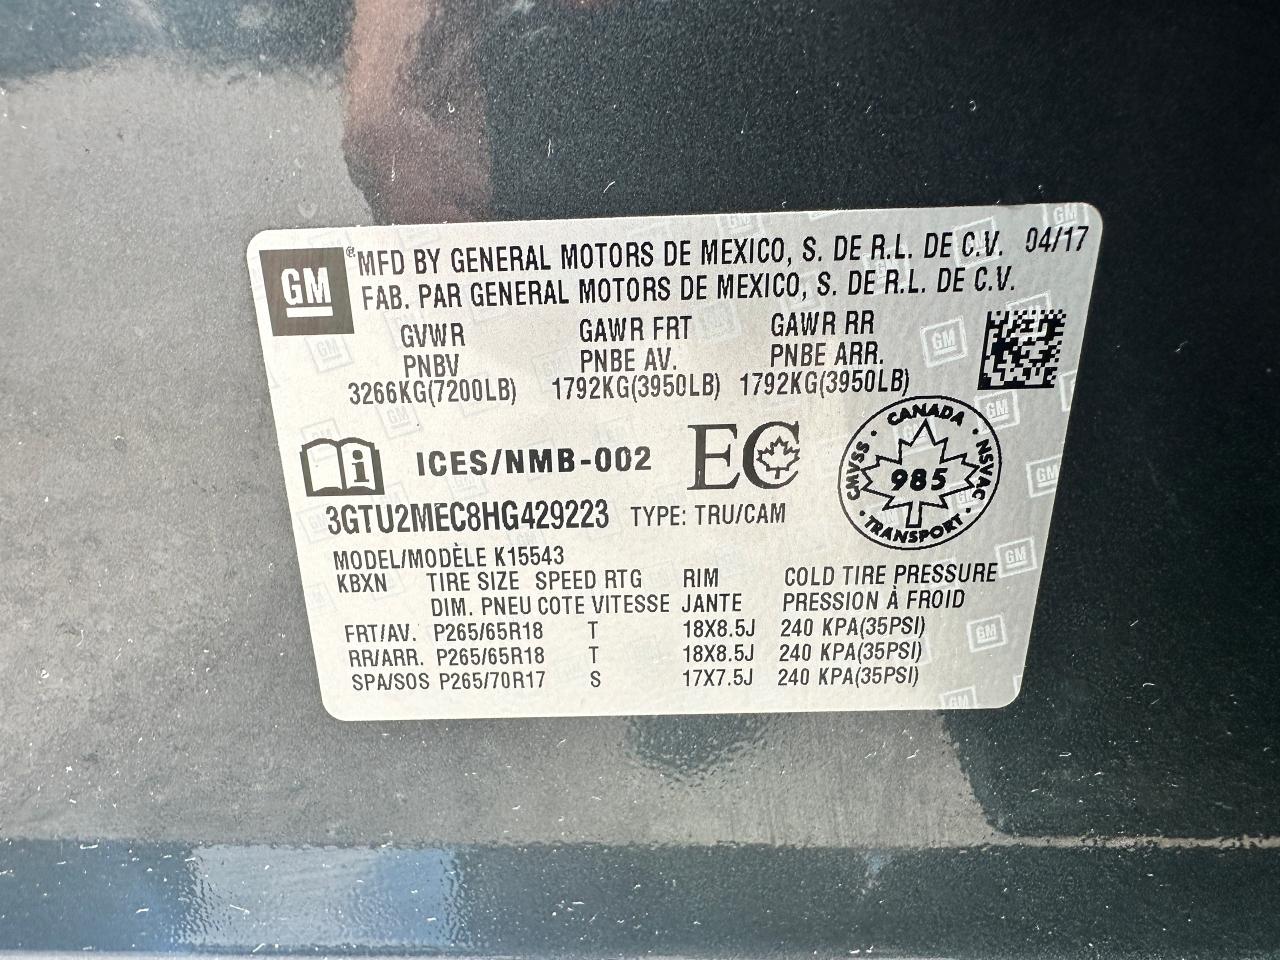 GM® MFD BY GENERAL MOTORS DE MEXICO, S. DE R.L. DE C.V. 04/17
FAB. PAR GENERAL MOTORS DE MEXICO, S. DE R.L. DE C.V.
GVWR GAWR FRT GAWR RR
PNBV PNBE AV. PNBE ARR.
3266KG(7200LB) 1792KG(3950LB) 1792KG(3950LB)
i ICES/NMB-002 EC
CANADA
CMVSS · 985 · NSVAC
· TRANSPORT ·
3GTU2MEC8HG429223 TYPE: TRU/CAM
MODEL/MODÈLE K15543
KBXN TIRE SIZE SPEED RTG RIM COLD TIRE PRESSURE
DIM. PNEU COTE VITESSE JANTE PRESSION À FROID
FRT/AV. P265/65R18 T 18X8.5J 240 KPA(35PSI)
RR/ARR. P265/65R18 T 18X8.5J 240 KPA(35PSI)
SPA/SOS P265/70R17 S 17X7.5J 240 KPA(35PSI)